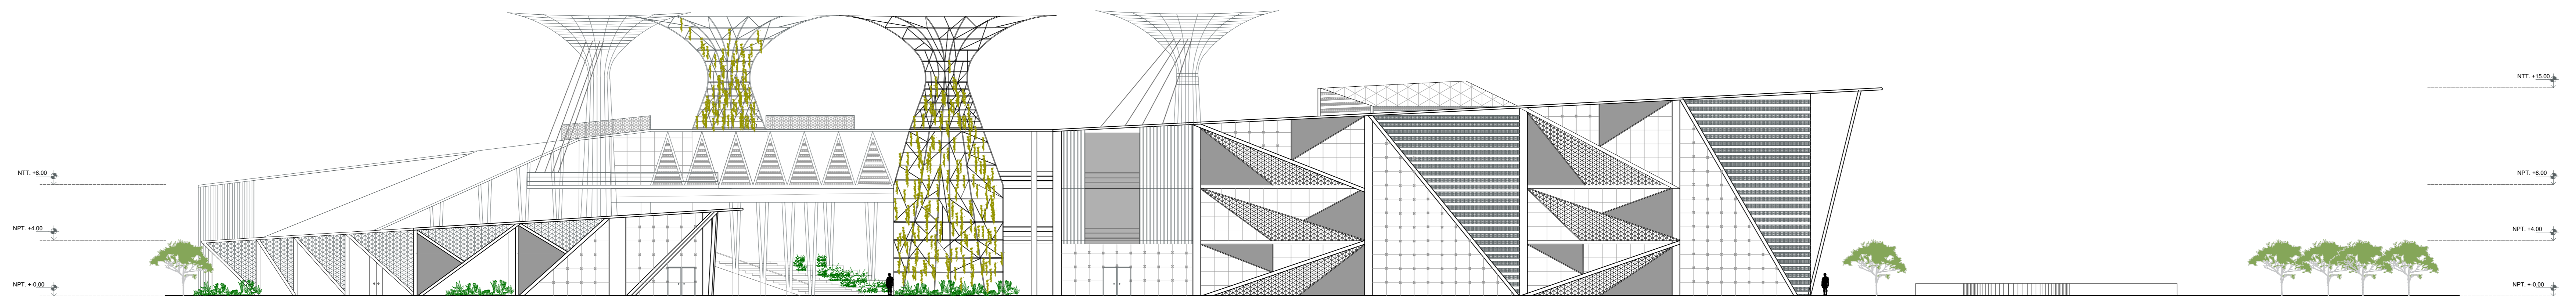 NTT. +15.00
NTT. +8.00
NPT. +8.00
NPT. +4.00
NPT. +4.00
NPT. +-0,00
NPT. +-0,00